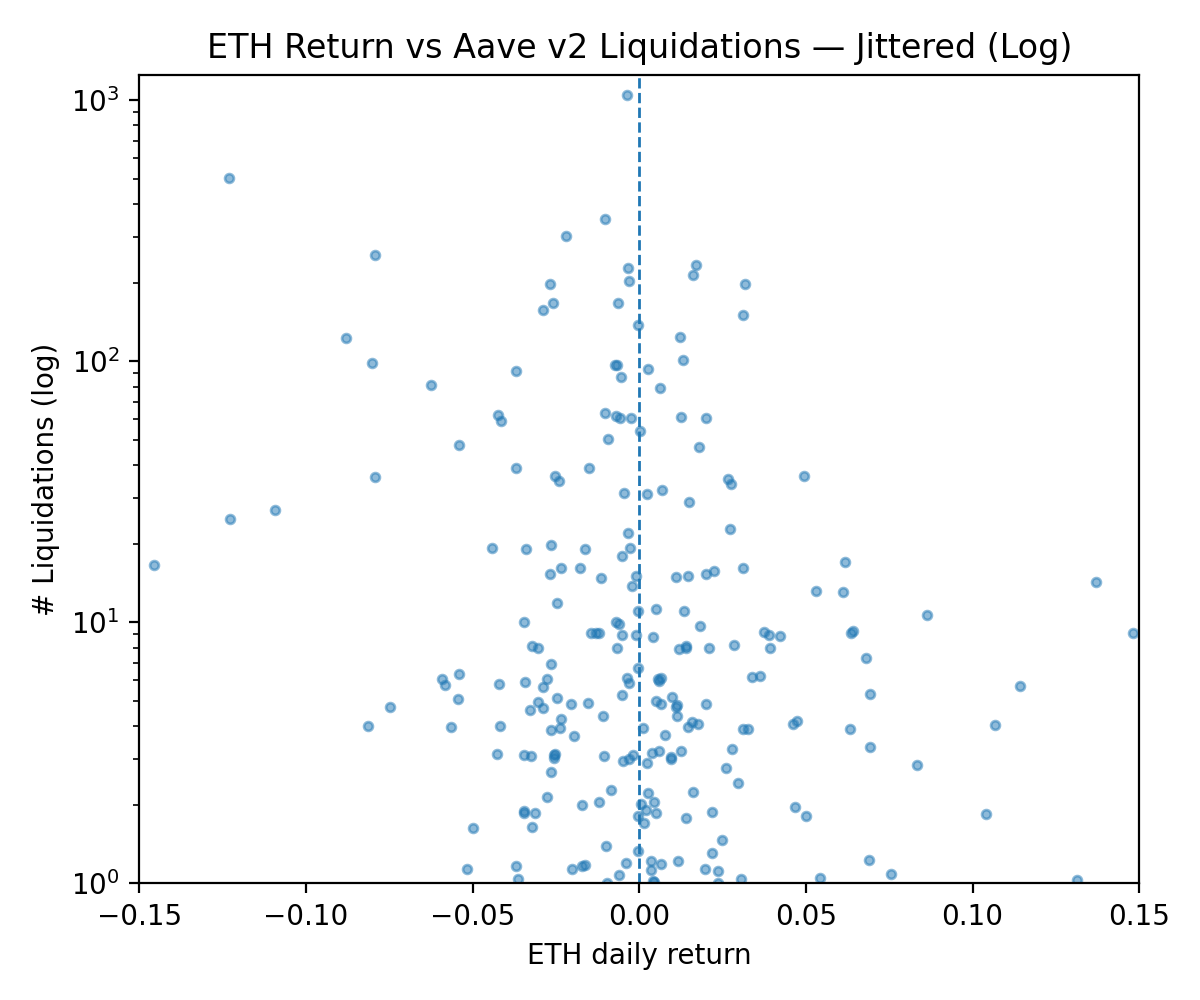 ETH Return vs Aave v2 Liquidations — Jittered (Log)
# Liquidations (log)
10³
10²
10¹
10⁰
−0.15 −0.10 −0.05 0.00 0.05 0.10 0.15
ETH daily return